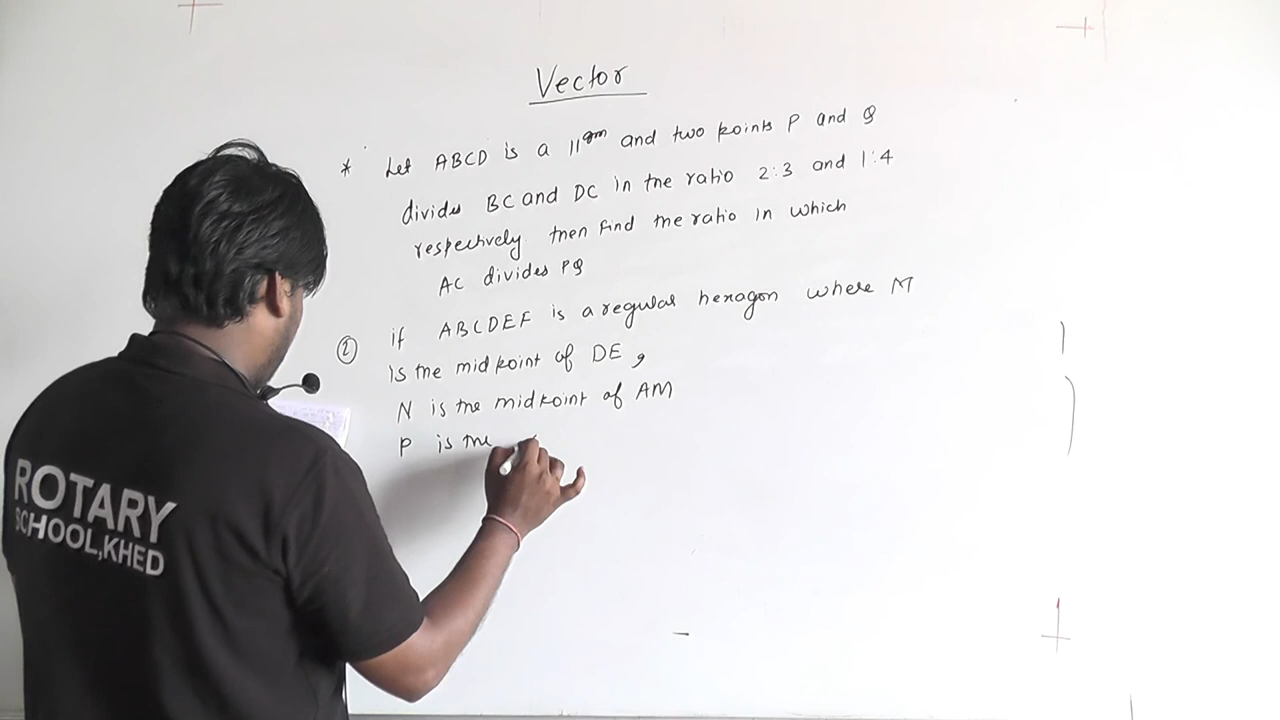 Vector
* Let ABCD is a 11gm and two points P and Q
divides BC and DC in the ratio 2:3 and 1:4
respectively then find the ratio in which
AC divides PQ
② if ABCDEF is a regular hexagon where M
is the midpoint of DE,
N is the midpoint of AM
P is the
ROTARY
SCHOOL,KHED